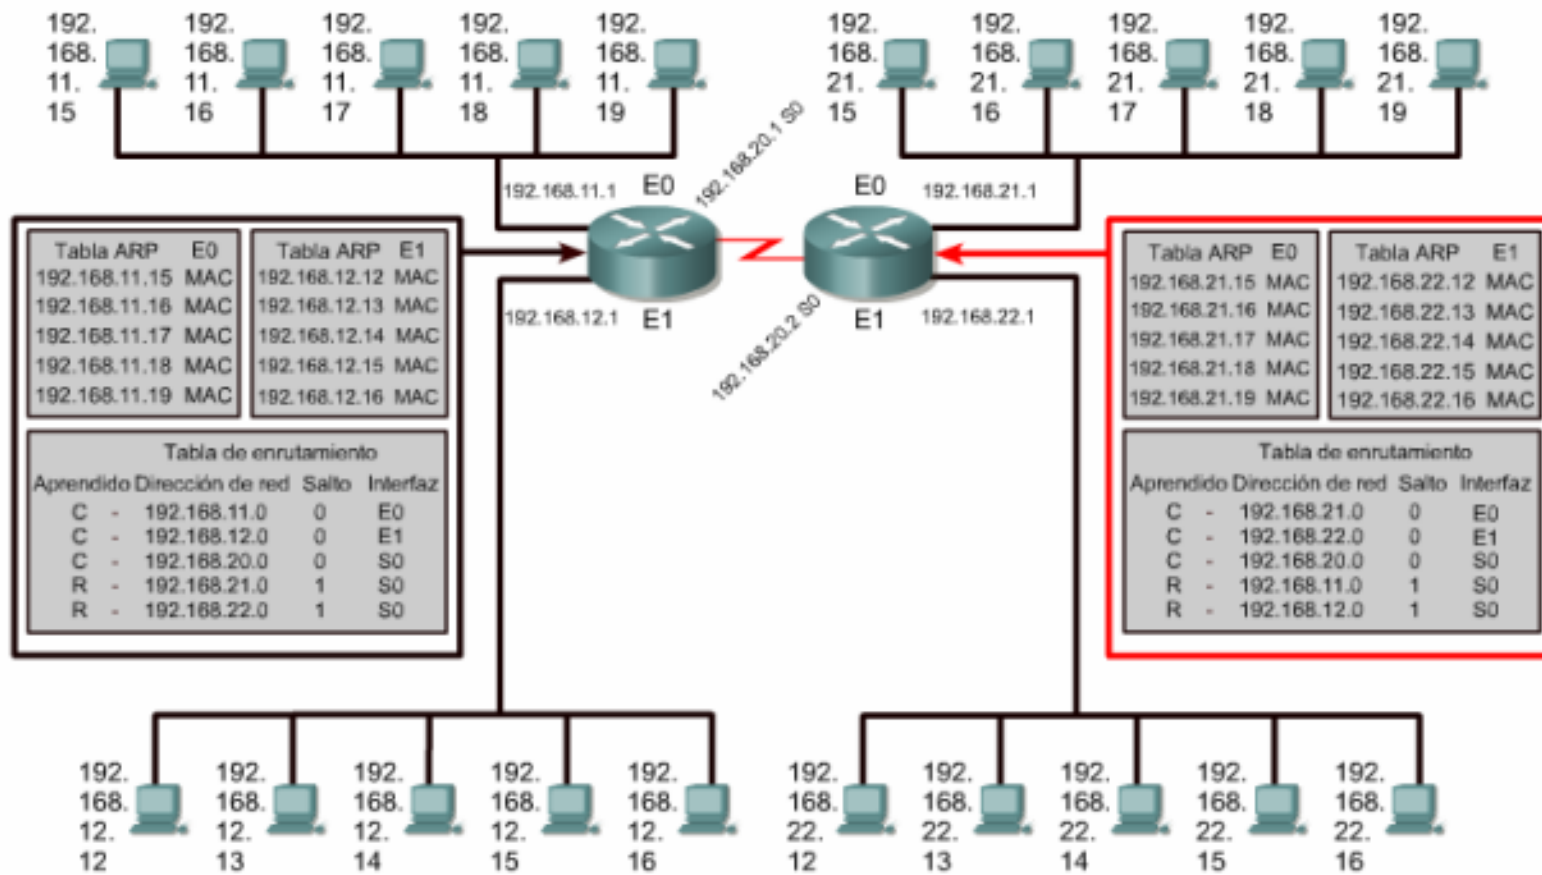 192.
168.
11.
15
192.
168.
11.
16
192.
168.
11.
17
192.
168.
11.
18
192.
168.
11.
19
192.
168.
21.
15
192.
168.
21.
16
192.
168.
21.
17
192.
168.
21.
18
192.
168.
21.
19
192.168.11.1
E0
192.168.20.1 S0
E0
192.168.21.1
192.168.12.1
E1
192.168.20.2 S0
E1
192.168.22.1
Tabla ARP E0
192.168.11.15 MAC
192.168.11.16 MAC
192.168.11.17 MAC
192.168.11.18 MAC
192.168.11.19 MAC
Tabla ARP E1
192.168.12.12 MAC
192.168.12.13 MAC
192.168.12.14 MAC
192.168.12.15 MAC
192.168.12.16 MAC
Tabla de enrutamiento
Aprendido Dirección de red Salto Interfaz
C - 192.168.11.0 0 E0
C - 192.168.12.0 0 E1
C - 192.168.20.0 0 S0
R - 192.168.21.0 1 S0
R - 192.168.22.0 1 S0
Tabla ARP E0
192.168.21.15 MAC
192.168.21.16 MAC
192.168.21.17 MAC
192.168.21.18 MAC
192.168.21.19 MAC
Tabla ARP E1
192.168.22.12 MAC
192.168.22.13 MAC
192.168.22.14 MAC
192.168.22.15 MAC
192.168.22.16 MAC
Tabla de enrutamiento
Aprendido Dirección de red Salto Interfaz
C - 192.168.21.0 0 E0
C - 192.168.22.0 0 E1
C - 192.168.20.0 0 S0
R - 192.168.11.0 1 S0
R - 192.168.12.0 1 S0
192.
168.
12.
12
192.
168.
12.
13
192.
168.
12.
14
192.
168.
12.
15
192.
168.
12.
16
192.
168.
22.
12
192.
168.
22.
13
192.
168.
22.
14
192.
168.
22.
15
192.
168.
22.
16